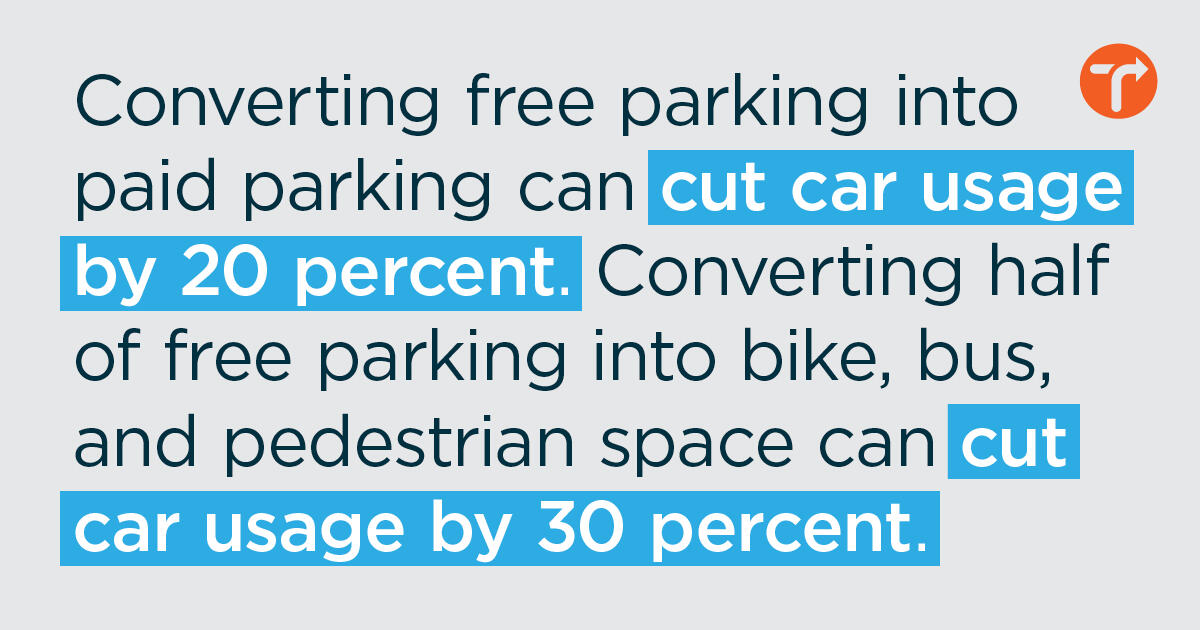 Converting free parking into
paid parking can cut car usage
by 20 percent. Converting half
of free parking into bike, bus,
and pedestrian space can cut
car usage by 30 percent.